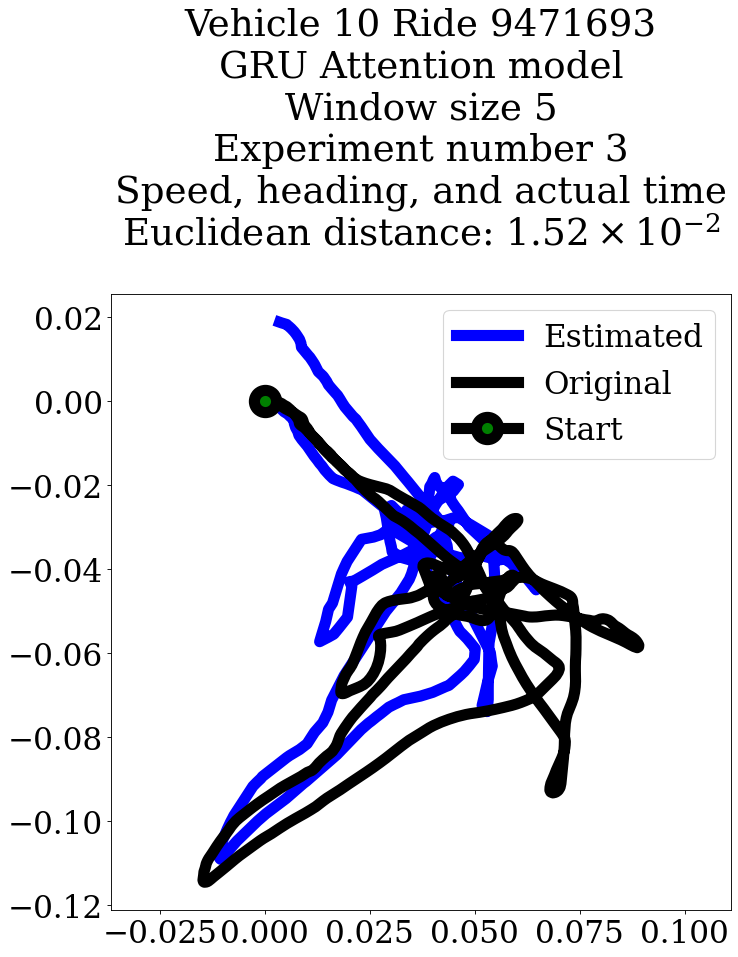 Vehicle 10 Ride 9471693
GRU Attention model
Window size 5
Experiment number 3
Speed, heading, and actual time
Euclidean distance: 1.52 × 10⁻²
Estimated
Original
Start
0.02
0.00
−0.02
−0.04
−0.06
−0.08
−0.10
−0.12
−0.025 0.000 0.025 0.050 0.075 0.100